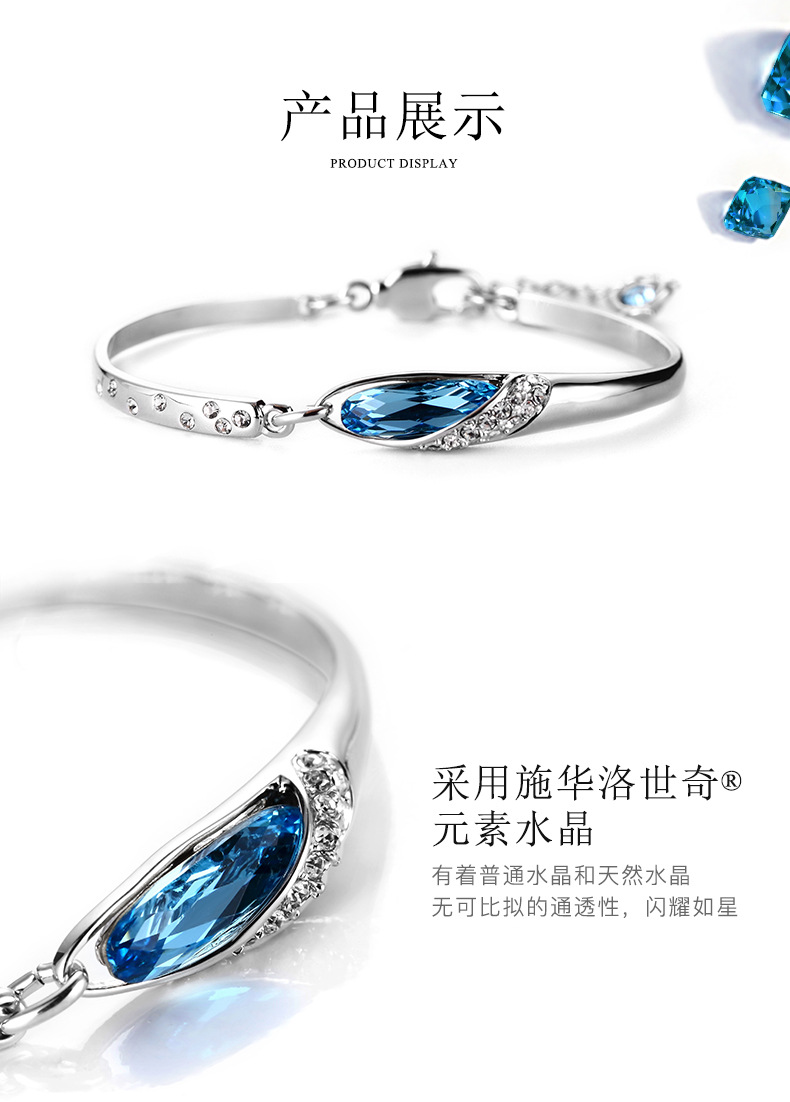 产品展示
PRODUCT DISPLAY
采用施华洛世奇®
元素水晶
有着普通水晶和天然水晶
无可比拟的通透性，闪耀如星